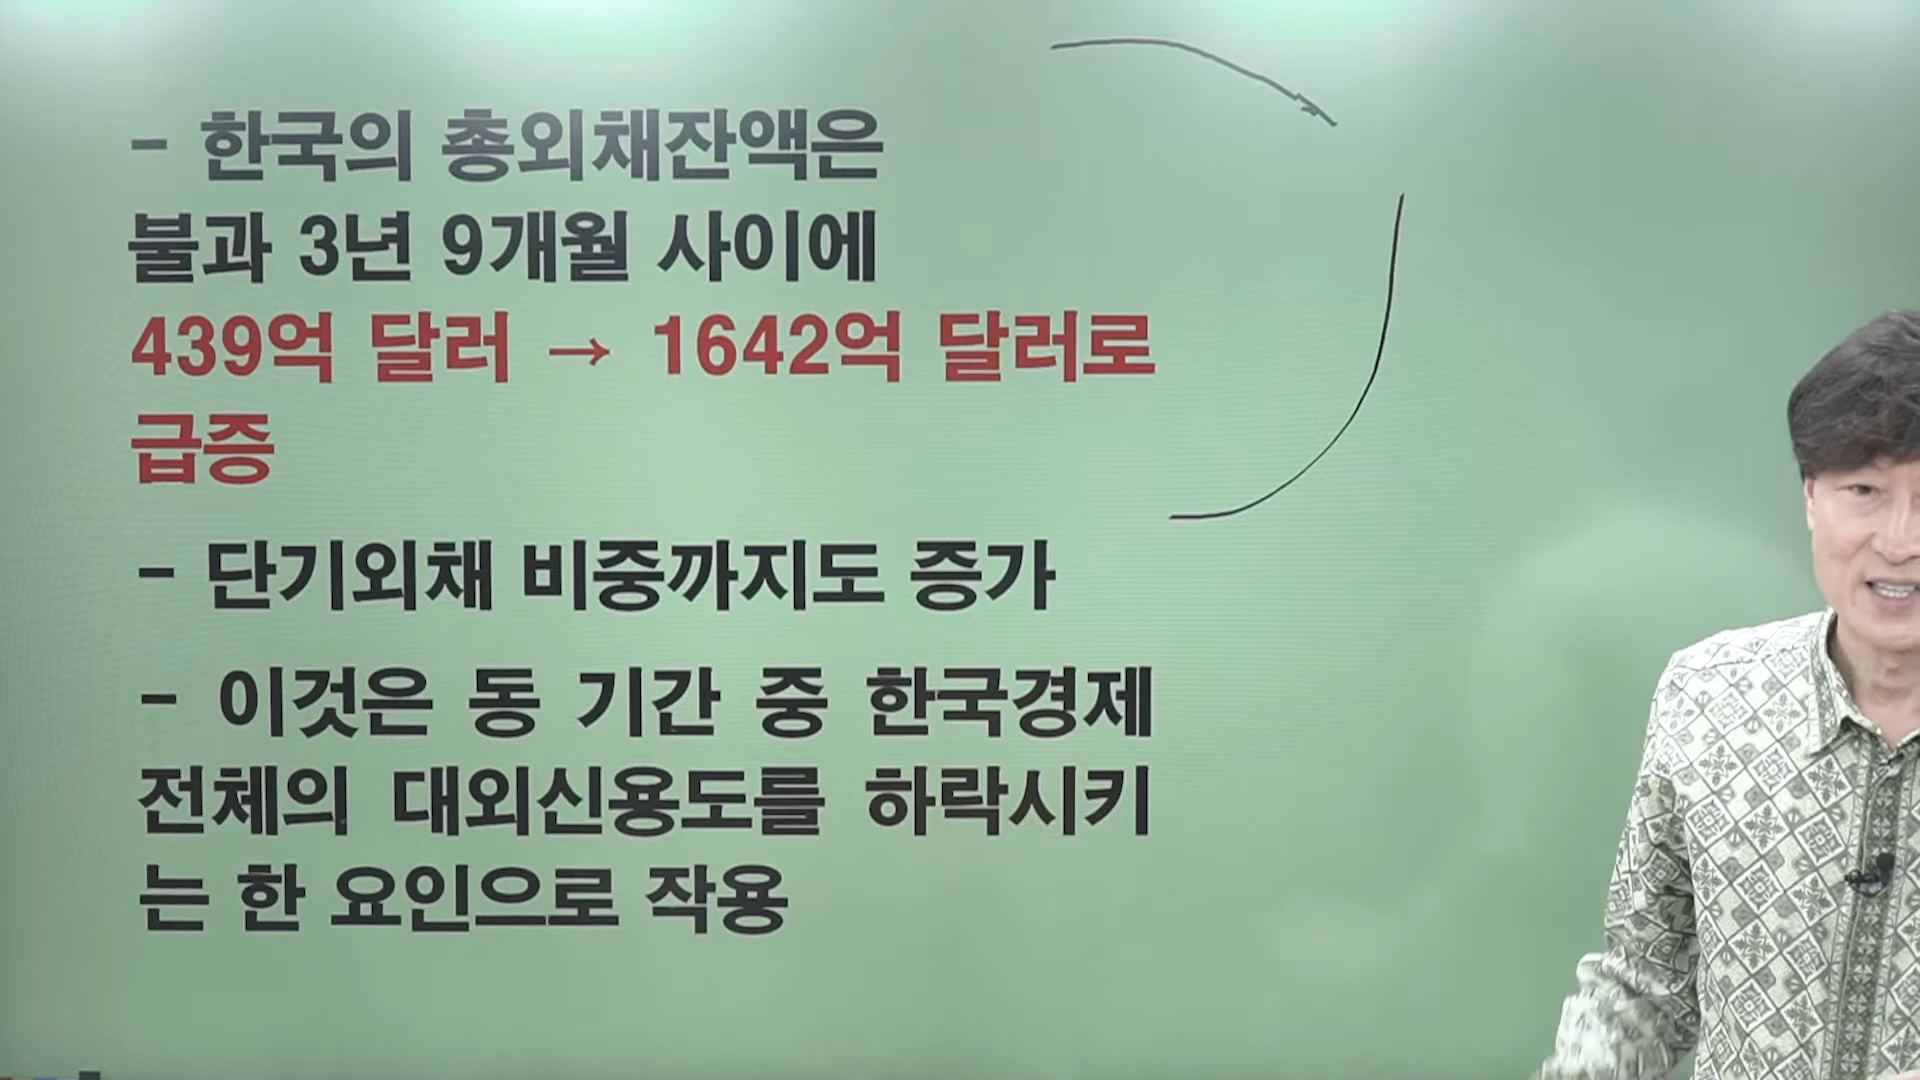 - 한국의 총외채잔액은
불과 3년 9개월 사이에
439억 달러 → 1642억 달러로
급증
- 단기외채 비중까지도 증가
- 이것은 동 기간 중 한국경제
전체의 대외신용도를 하락시키
는 한 요인으로 작용